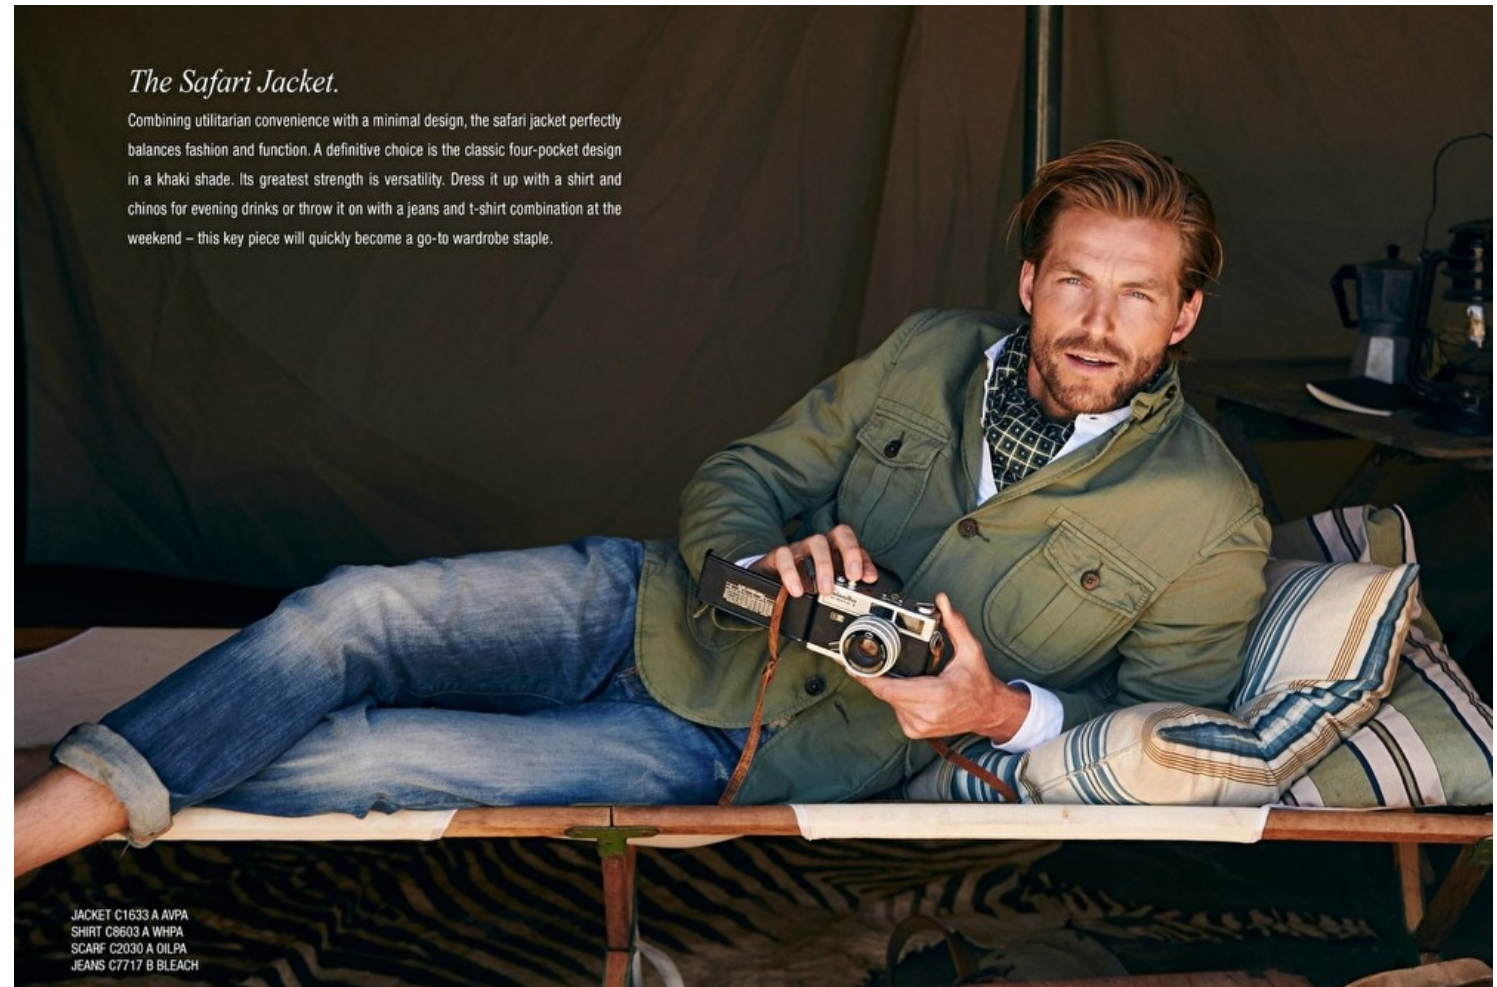 The Safari Jacket.
Combining utilitarian convenience with a minimal design, the safari jacket perfectly
balances fashion and function. A definitive choice is the classic four-pocket design
in a khaki shade. Its greatest strength is versatility. Dress it up with a shirt and
chinos for evening drinks or throw it on with a jeans and t-shirt combination at the
weekend – this key piece will quickly become a go-to wardrobe staple.
JACKET C1633 A AVPA
SHIRT C8603 A WHPA
SCARF C2030 A OILPA
JEANS C7717 B BLEACH